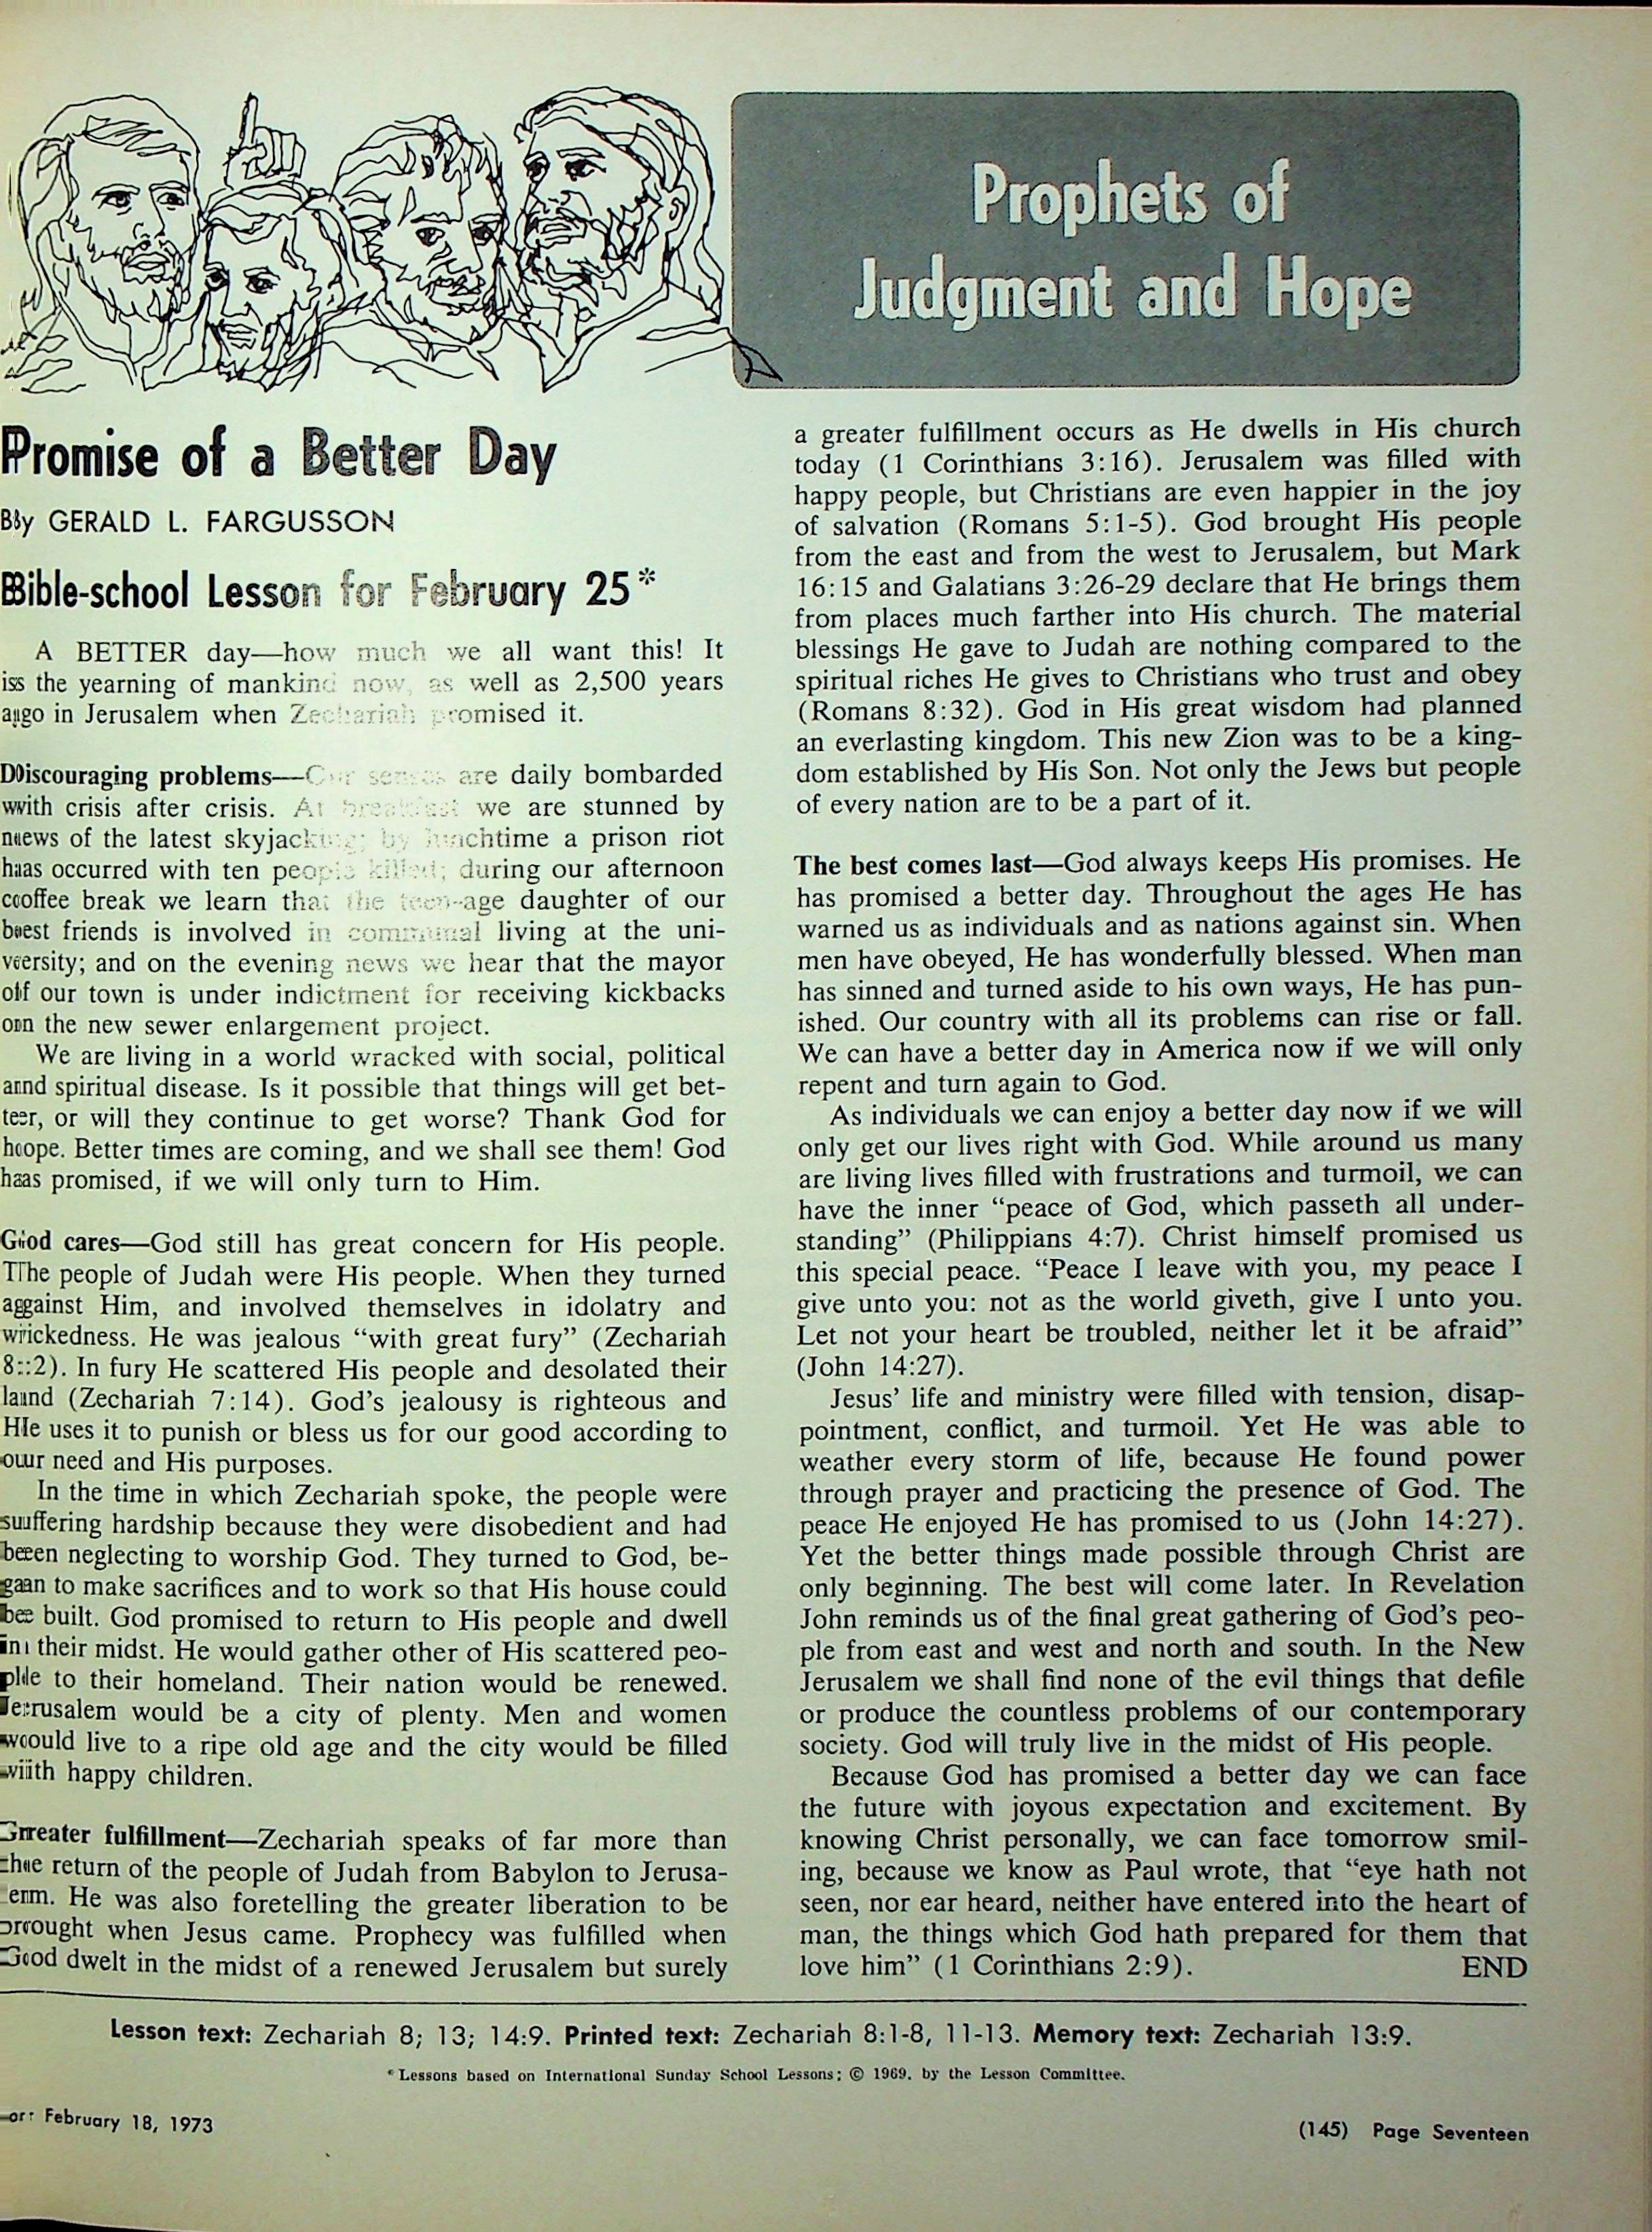 Prophets of
Judgment and Hope
Promise of a Better Day
By GERALD L. FARGUSSON
Bible-school Lesson for February 25*
A BETTER day—how much we all want this! It
is the yearning of mankind now, as well as 2,500 years
ago in Jerusalem when Zechariah promised it.
Discouraging problems—Our senses are daily bombarded
with crisis after crisis. At breakfast we are stunned by
news of the latest skyjacking; by lunchtime a prison riot
has occurred with ten people killed; during our afternoon
coffee break we learn that the teen-age daughter of our
best friends is involved in communal living at the uni-
versity; and on the evening news we hear that the mayor
of our town is under indictment for receiving kickbacks
on the new sewer enlargement project.
We are living in a world wracked with social, political
and spiritual disease. Is it possible that things will get bet-
ter, or will they continue to get worse? Thank God for
hope. Better times are coming, and we shall see them! God
has promised, if we will only turn to Him.
God cares—God still has great concern for His people.
The people of Judah were His people. When they turned
against Him, and involved themselves in idolatry and
wickedness. He was jealous “with great fury” (Zechariah
8:2). In fury He scattered His people and desolated their
land (Zechariah 7:14). God’s jealousy is righteous and
He uses it to punish or bless us for our good according to
our need and His purposes.
In the time in which Zechariah spoke, the people were
suffering hardship because they were disobedient and had
been neglecting to worship God. They turned to God, be-
gan to make sacrifices and to work so that His house could
be built. God promised to return to His people and dwell
in their midst. He would gather other of His scattered peo-
ple to their homeland. Their nation would be renewed.
Jerusalem would be a city of plenty. Men and women
would live to a ripe old age and the city would be filled
with happy children.
Greater fulfillment—Zechariah speaks of far more than
the return of the people of Judah from Babylon to Jerusa-
lem. He was also foretelling the greater liberation to be
brought when Jesus came. Prophecy was fulfilled when
God dwelt in the midst of a renewed Jerusalem but surely
a greater fulfillment occurs as He dwells in His church
today (1 Corinthians 3:16). Jerusalem was filled with
happy people, but Christians are even happier in the joy
of salvation (Romans 5:1-5). God brought His people
from the east and from the west to Jerusalem, but Mark
16:15 and Galatians 3:26-29 declare that He brings them
from places much farther into His church. The material
blessings He gave to Judah are nothing compared to the
spiritual riches He gives to Christians who trust and obey
(Romans 8:32). God in His great wisdom had planned
an everlasting kingdom. This new Zion was to be a king-
dom established by His Son. Not only the Jews but people
of every nation are to be a part of it.
The best comes last—God always keeps His promises. He
has promised a better day. Throughout the ages He has
warned us as individuals and as nations against sin. When
men have obeyed, He has wonderfully blessed. When man
has sinned and turned aside to his own ways, He has pun-
ished. Our country with all its problems can rise or fall.
We can have a better day in America now if we will only
repent and turn again to God.
As individuals we can enjoy a better day now if we will
only get our lives right with God. While around us many
are living lives filled with frustrations and turmoil, we can
have the inner “peace of God, which passeth all under-
standing” (Philippians 4:7). Christ himself promised us
this special peace. “Peace I leave with you, my peace I
give unto you: not as the world giveth, give I unto you.
Let not your heart be troubled, neither let it be afraid”
(John 14:27).
Jesus’ life and ministry were filled with tension, disap-
pointment, conflict, and turmoil. Yet He was able to
weather every storm of life, because He found power
through prayer and practicing the presence of God. The
peace He enjoyed He has promised to us (John 14:27).
Yet the better things made possible through Christ are
only beginning. The best will come later. In Revelation
John reminds us of the final great gathering of God’s peo-
ple from east and west and north and south. In the New
Jerusalem we shall find none of the evil things that defile
or produce the countless problems of our contemporary
society. God will truly live in the midst of His people.
Because God has promised a better day we can face
the future with joyous expectation and excitement. By
knowing Christ personally, we can face tomorrow smil-
ing, because we know as Paul wrote, that “eye hath not
seen, nor ear heard, neither have entered into the heart of
man, the things which God hath prepared for them that
love him” (1 Corinthians 2:9). END
Lesson text: Zechariah 8; 13; 14:9. Printed text: Zechariah 8:1-8, 11-13. Memory text: Zechariah 13:9.
*Lessons based on International Sunday School Lessons; © 1969, by the Lesson Committee.
February 18, 1973
(145) Page Seventeen